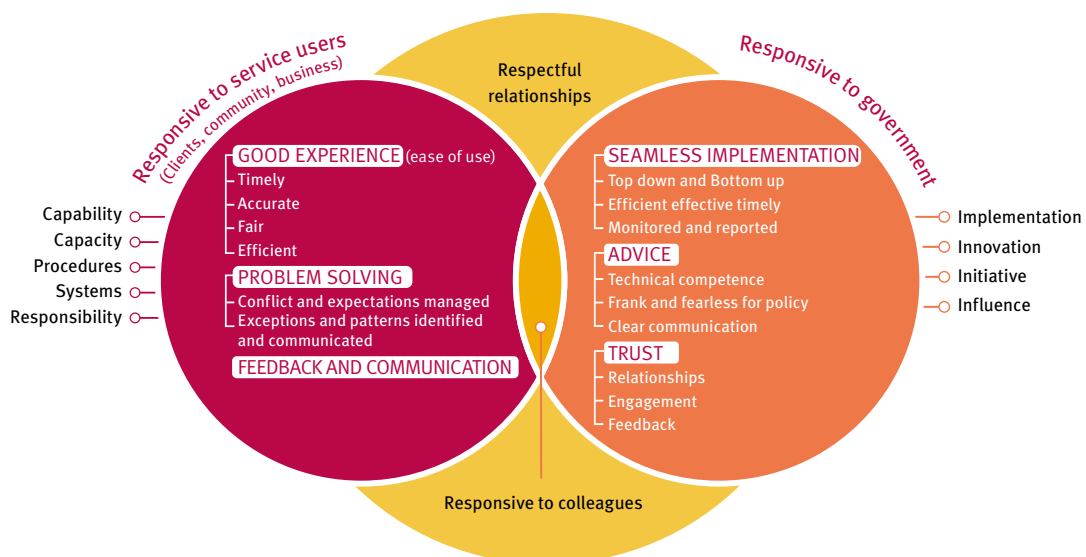 Responsive to service users
(Clients, community, business)
Respectful
relationships
Responsive to government
GOOD EXPERIENCE (ease of use)
Timely
Accurate
Fair
Efficient
PROBLEM SOLVING
Conflict and expectations managed
Exceptions and patterns identified
and communicated
FEEDBACK AND COMMUNICATION
SEAMLESS IMPLEMENTATION
Top down and Bottom up
Efficient effective timely
Monitored and reported
ADVICE
Technical competence
Frank and fearless for policy
Clear communication
TRUST
Relationships
Engagement
Feedback
Capability
Capacity
Procedures
Systems
Responsibility
Implementation
Innovation
Initiative
Influence
Responsive to colleagues